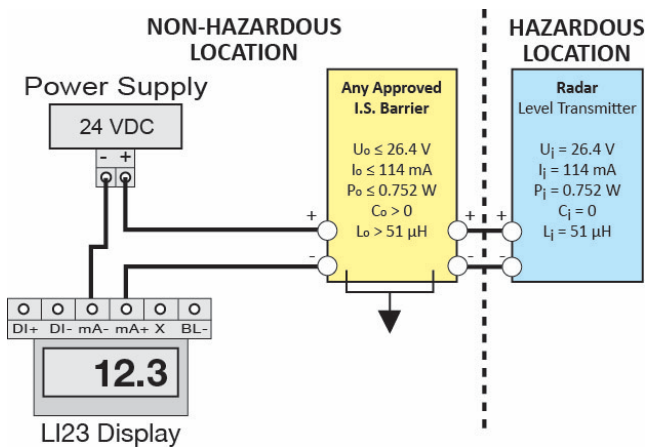 NON-HAZARDOUS
LOCATION
HAZARDOUS
LOCATION
Power Supply
24 VDC
- +
Any Approved
I.S. Barrier
Uₒ ≤ 26.4 V
Iₒ ≤ 114 mA
Pₒ ≤ 0.752 W
Cₒ > 0
Lₒ > 51 µH
Radar
Level Transmitter
Uᵢ = 26.4 V
Iᵢ = 114 mA
Pᵢ = 0.752 W
Cᵢ = 0
Lᵢ = 51 µH
+ + +
- - -
DI+ DI- mA- mA+ X BL-
12.3
LI23 Display